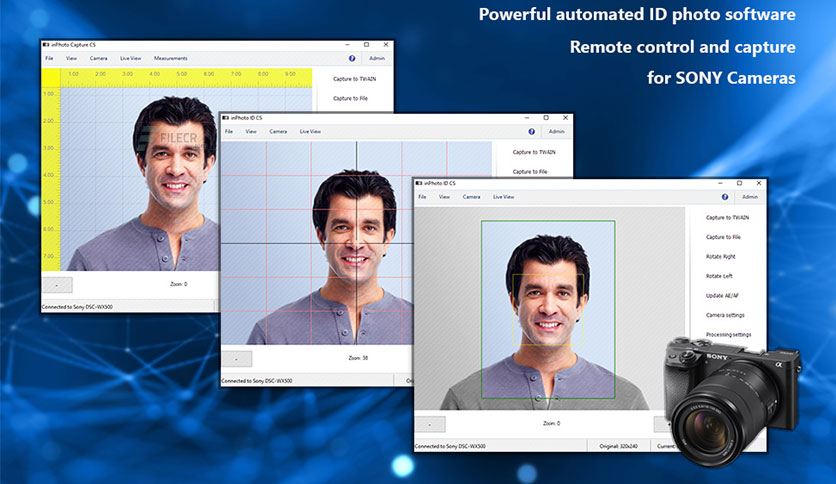 Powerful automated ID photo software
Remote control and capture
for SONY Cameras
inPhoto Capture CS
File View Camera Live View Measurements Admin
1.00 2.00 3.00 4.00 5.00 6.00 7.00 8.00 9.00
1.00
2.00
3.00
4.00
5.00
6.00
7.00
Capture to TWAIN
Capture to File
FILECR
Zoom: 0
Connected to Sony DSC-WX500
inPhoto ID CS
File View Camera Live View Admin
Capture to TWAIN
Capture to File
Zoom: 38
Connected to Sony DSC-WX500
inPhoto ID CS
File View Camera Live View Admin
Capture to TWAIN
Capture to File
Rotate Right
Rotate Left
Update AE/AF
Camera settings
Processing settings
Zoom: 0
Connected to Sony DSC-WX500 Original: 320x240 Current
SONY
α